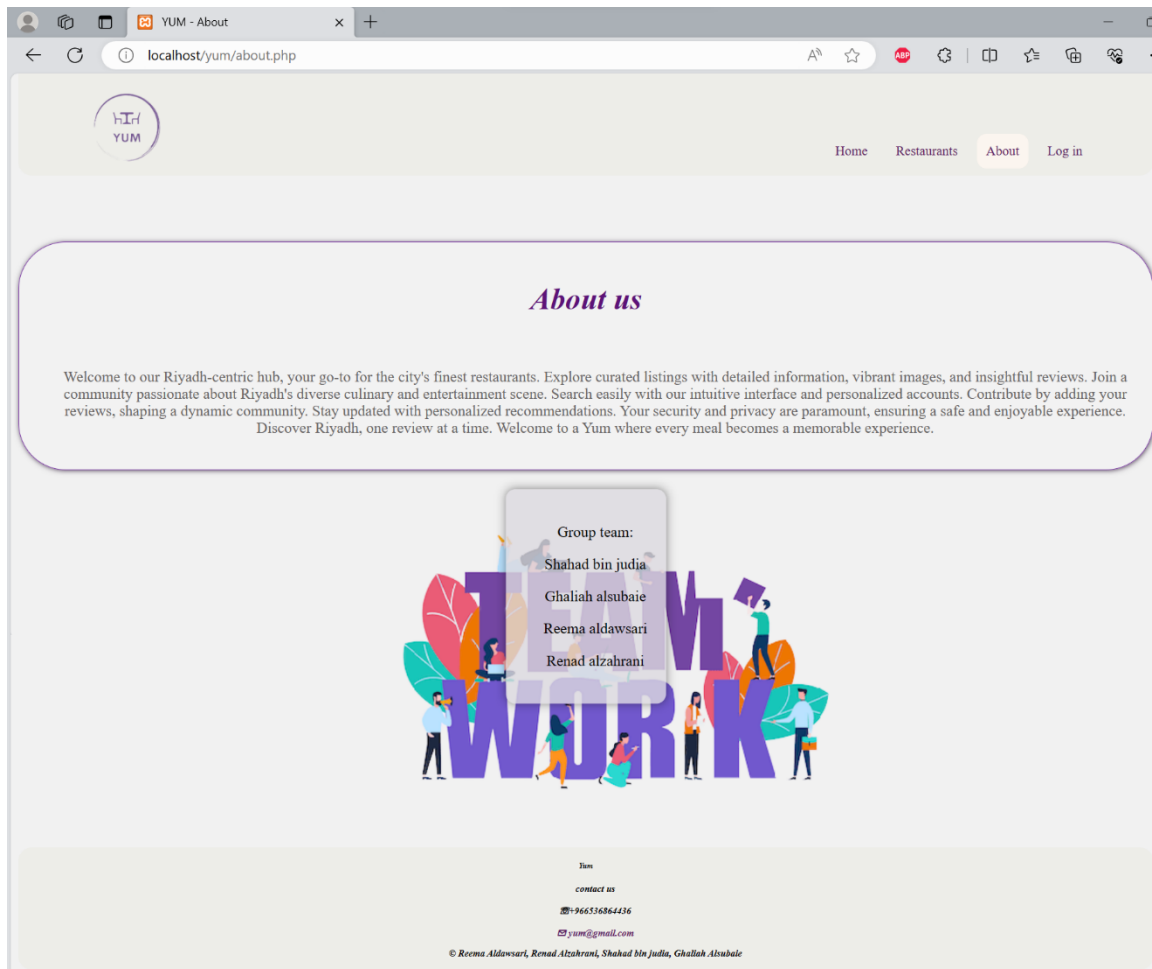 YUM - About
localhost/yum/about.php
ABP
YUM
Home Restaurants About Log in
About us
Welcome to our Riyadh-centric hub, your go-to for the city's finest restaurants. Explore curated listings with detailed information, vibrant images, and insightful reviews. Join a
community passionate about Riyadh's diverse culinary and entertainment scene. Search easily with our intuitive interface and personalized accounts. Contribute by adding your
reviews, shaping a dynamic community. Stay updated with personalized recommendations. Your security and privacy are paramount, ensuring a safe and enjoyable experience.
Discover Riyadh, one review at a time. Welcome to a Yum where every meal becomes a memorable experience.
Group team:
Shahad bin judia
Ghaliah alsubaie
Reema aldawsari
Renad alzahrani
TEAM
WORK
Yum
contact us
☏+966536864436
✉ yum@gmail.com
© Reema Aldawsari, Renad Alzahrani, Shahad bin judia, Ghaliah Alsubaie